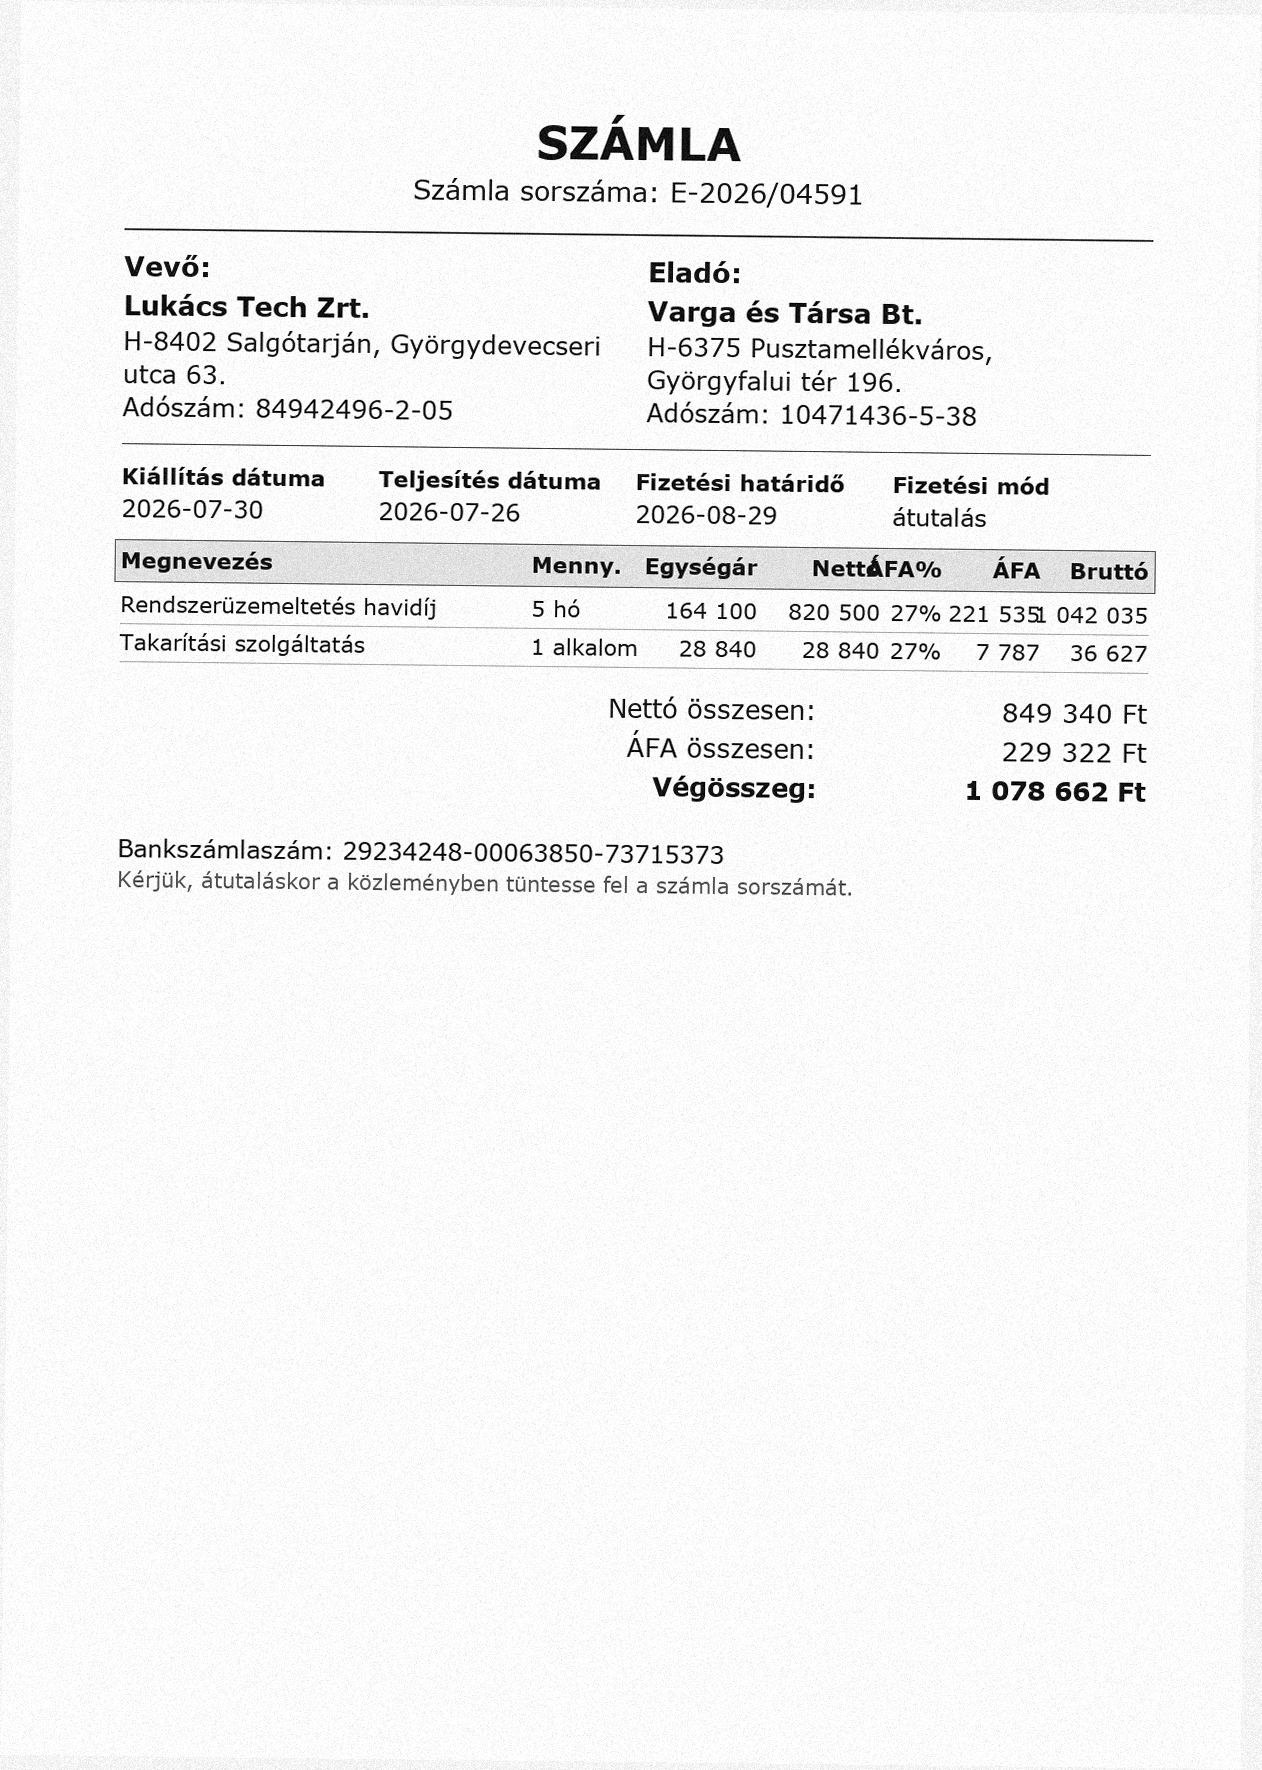 SZÁMLA
Számla sorszáma: E-2026/04591
Vevő:
Lukács Tech Zrt.
H-8402 Salgótarján, Györgydevecseri
utca 63.
Adószám: 84942496-2-05
Eladó:
Varga és Társa Bt.
H-6375 Pusztamellékváros,
Györgyfalui tér 196.
Adószám: 10471436-5-38
Kiállítás dátuma Teljesítés dátuma Fizetési határidő Fizetési mód
2026-07-30 2026-07-26 2026-08-29 átutalás
Megnevezés Menny. Egységár Nettó ÁFA% ÁFA Bruttó
Rendszerüzemeltetés havidíj 5 hó 164 100 820 500 27% 221 535 1 042 035
Takarítási szolgáltatás 1 alkalom 28 840 28 840 27% 7 787 36 627
Nettó összesen: 849 340 Ft
ÁFA összesen: 229 322 Ft
Végösszeg: 1 078 662 Ft
Bankszámlaszám: 29234248-00063850-73715373
Kérjük, átutaláskor a közleményben tüntesse fel a számla sorszámát.